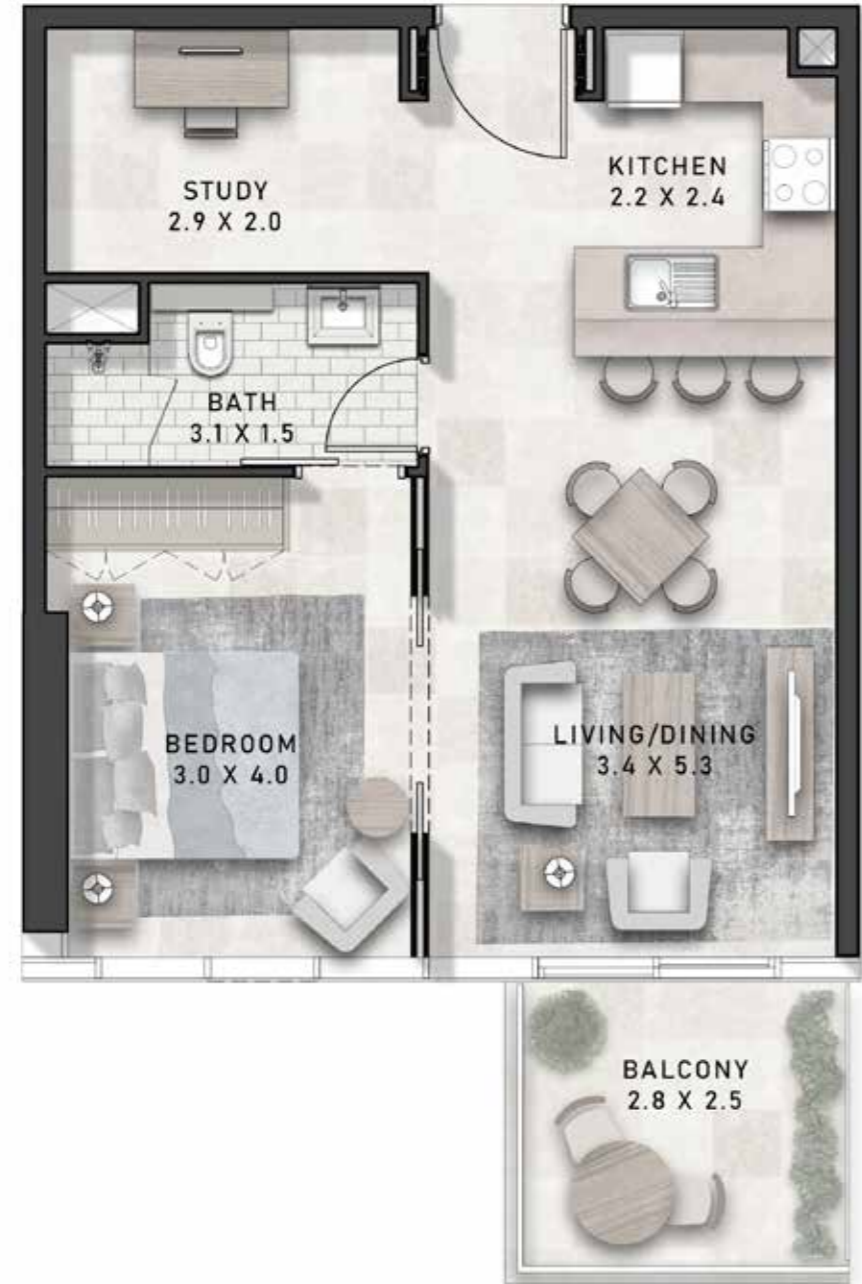 STUDY
2.9 X 2.0
KITCHEN
2.2 X 2.4
BATH
3.1 X 1.5
BEDROOM
3.0 X 4.0
LIVING/DINING
3.4 X 5.3
BALCONY
2.8 X 2.5